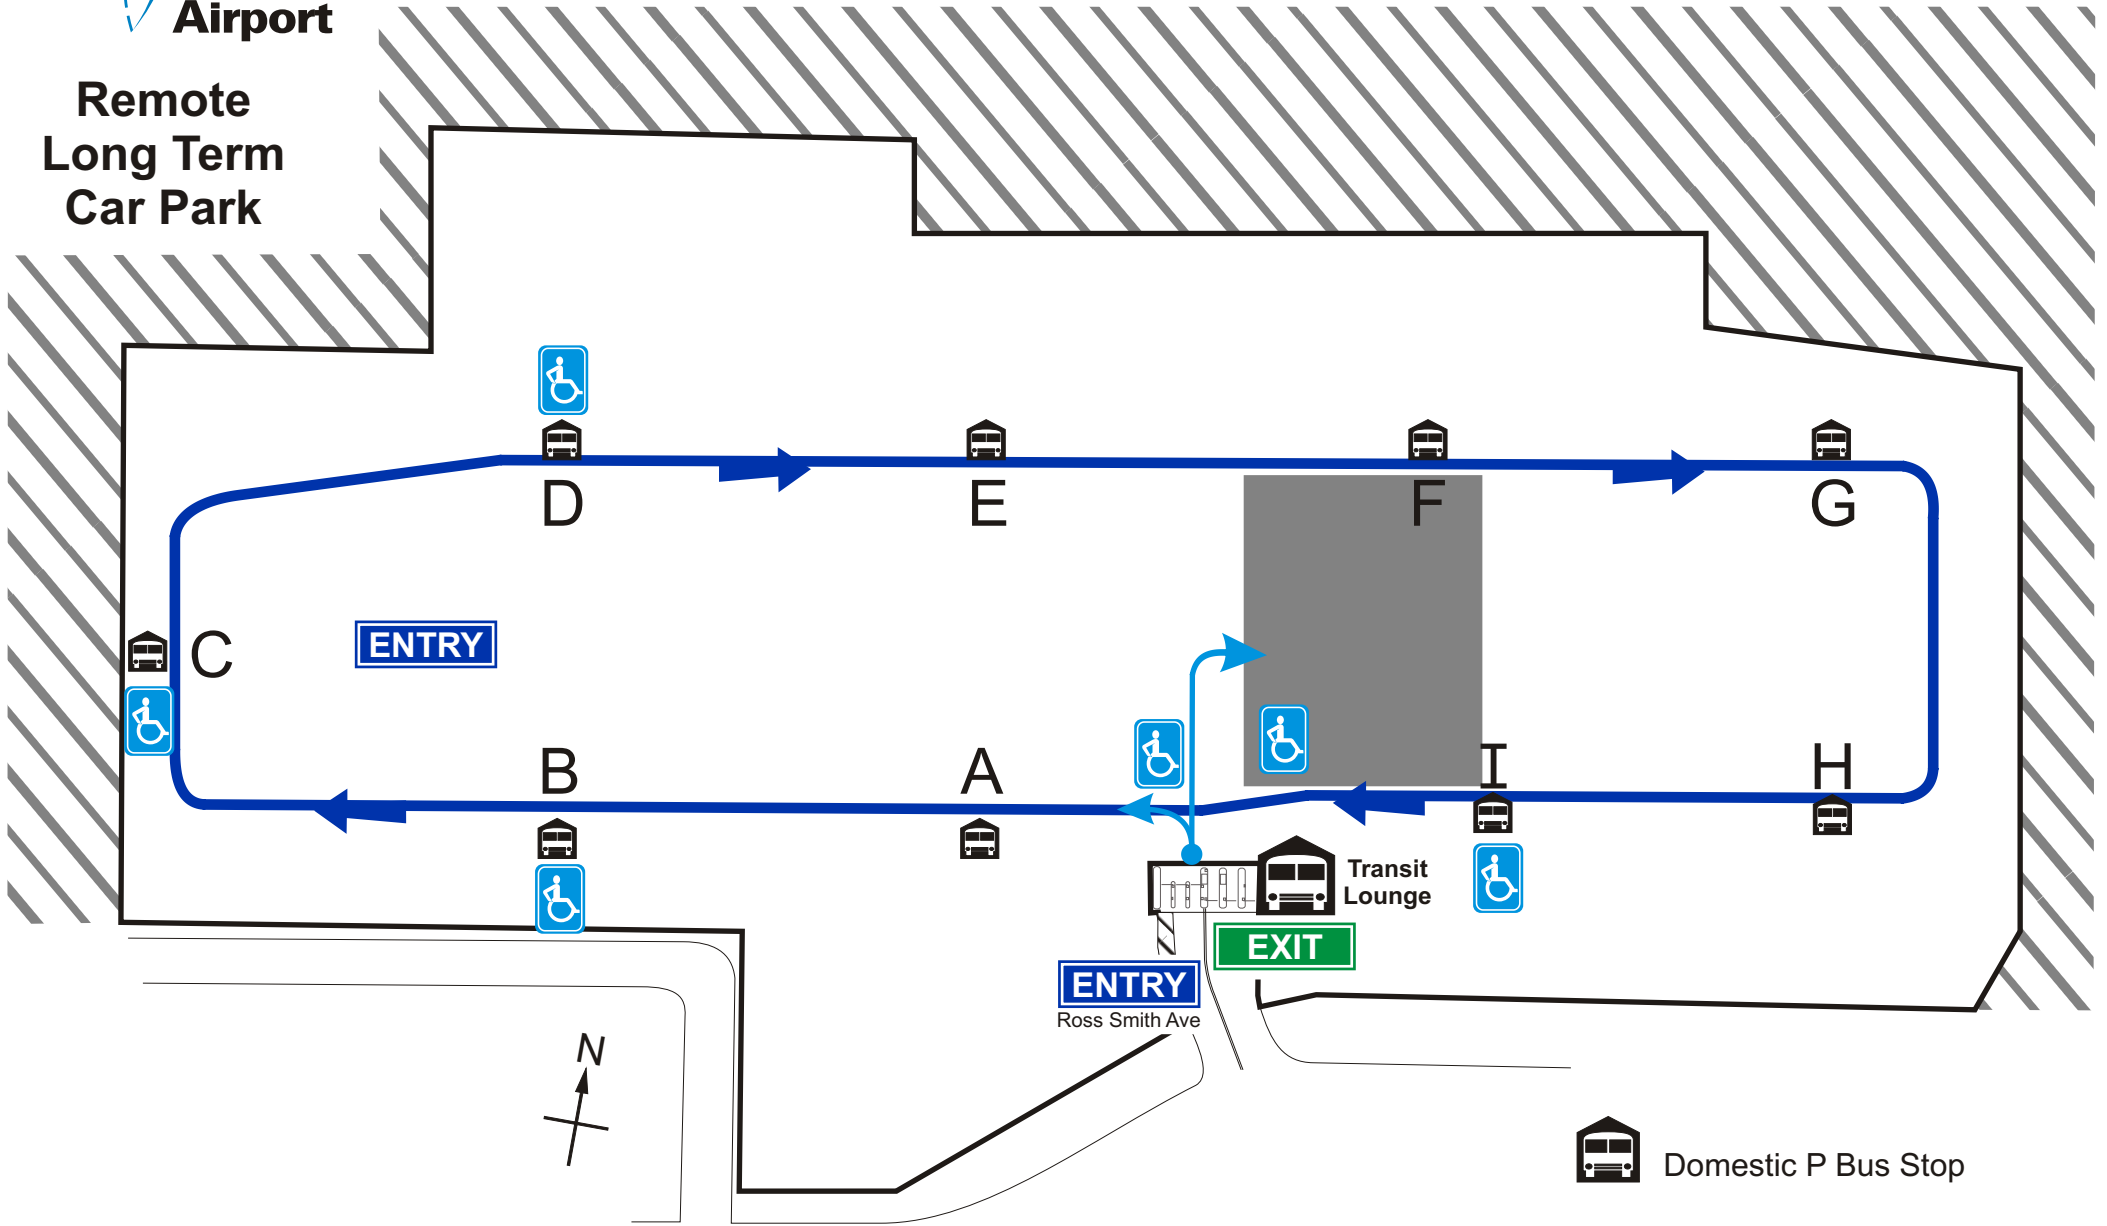 Airport
Remote
Long Term
Car Park
D
E
F
G
C
ENTRY
B
A
I
H
Transit
Lounge
EXIT
ENTRY
Ross Smith Ave
N
Domestic P Bus Stop